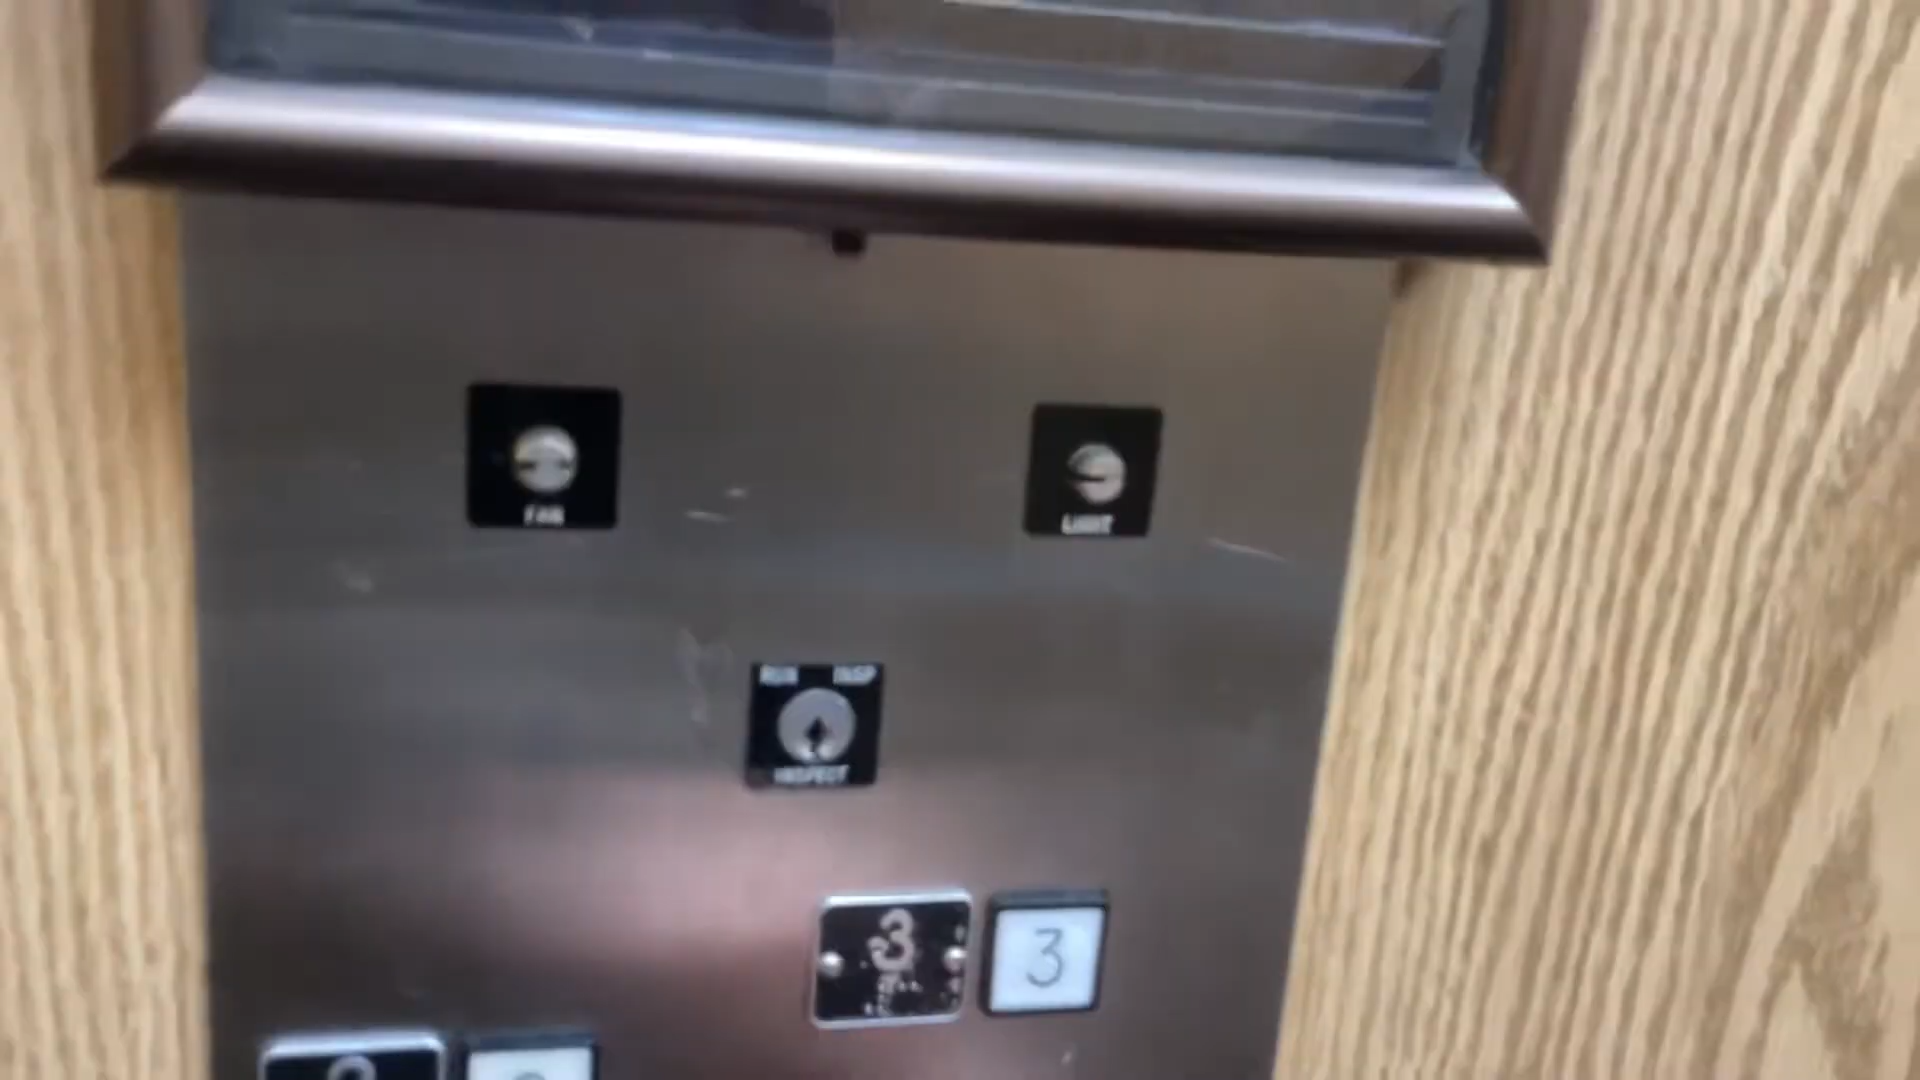 FAN
LIGHT
RUN INSP
INSPECT
3
3